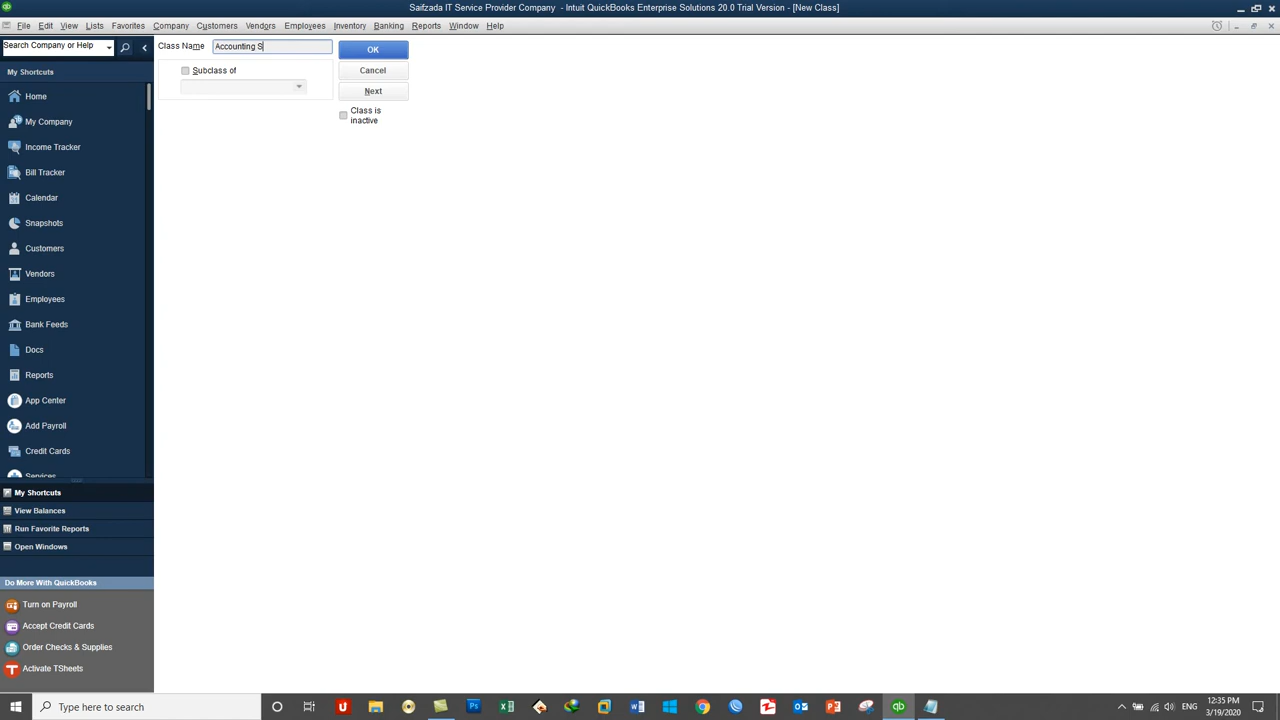 Saifzada IT Service Provider Company - Intuit QuickBooks Enterprise Solutions 20.0 Trial Version - [New Class]
File Edit View Lists Favorites Company Customers Vendors Employees Inventory Banking Reports Window Help
Search Company or Help
Class Name Accounting S
OK
Subclass of
Cancel
Next
Class is
inactive
My Shortcuts
Home
My Company
Income Tracker
Bill Tracker
Calendar
Snapshots
Customers
Vendors
Employees
Bank Feeds
Docs
Reports
App Center
Add Payroll
Credit Cards
Services
My Shortcuts
View Balances
Run Favorite Reports
Open Windows
Do More With QuickBooks
Turn on Payroll
Accept Credit Cards
Order Checks & Supplies
Activate TSheets
Type here to search
ENG
12:35 PM
3/19/2020